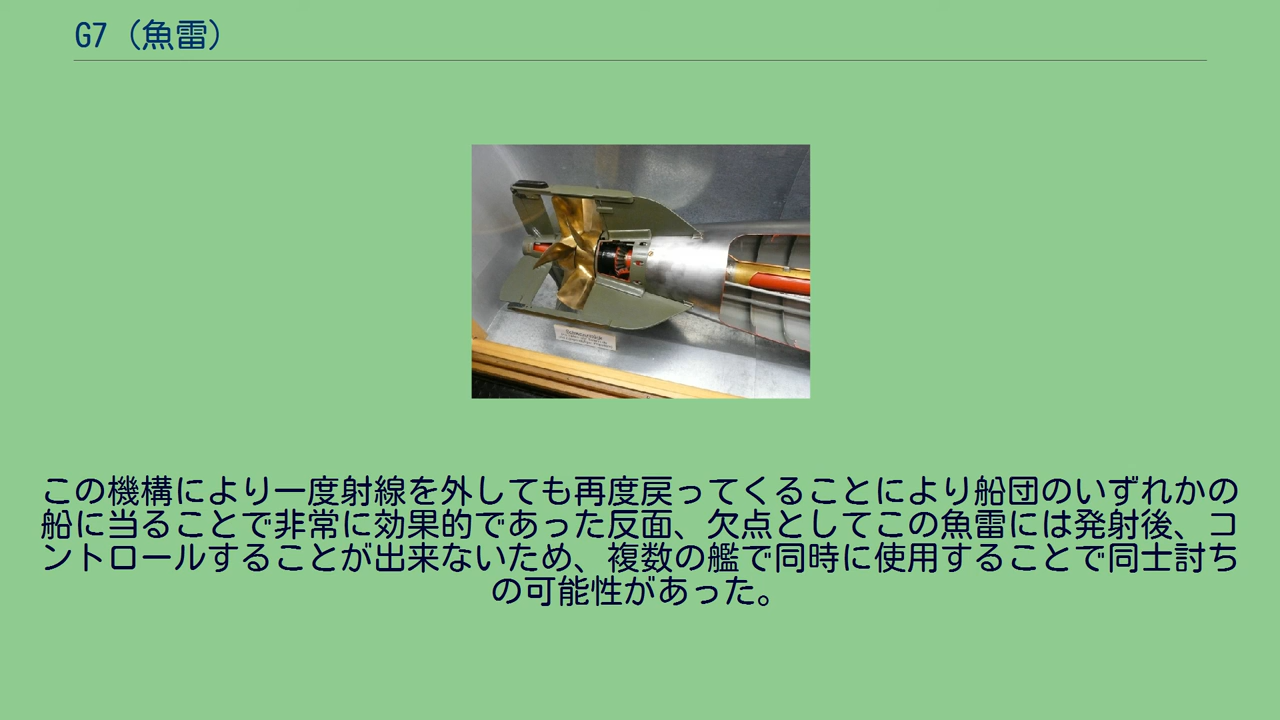 G7（魚雷）
この機構により一度射線を外しても再度戻ってくることにより船団のいずれかの
船に当ることで非常に効果的であった反面、欠点としてこの魚雷には発射後、コ
ントロールすることが出来ないため、複数の艦で同時に使用することで同士討ち
の可能性があった。